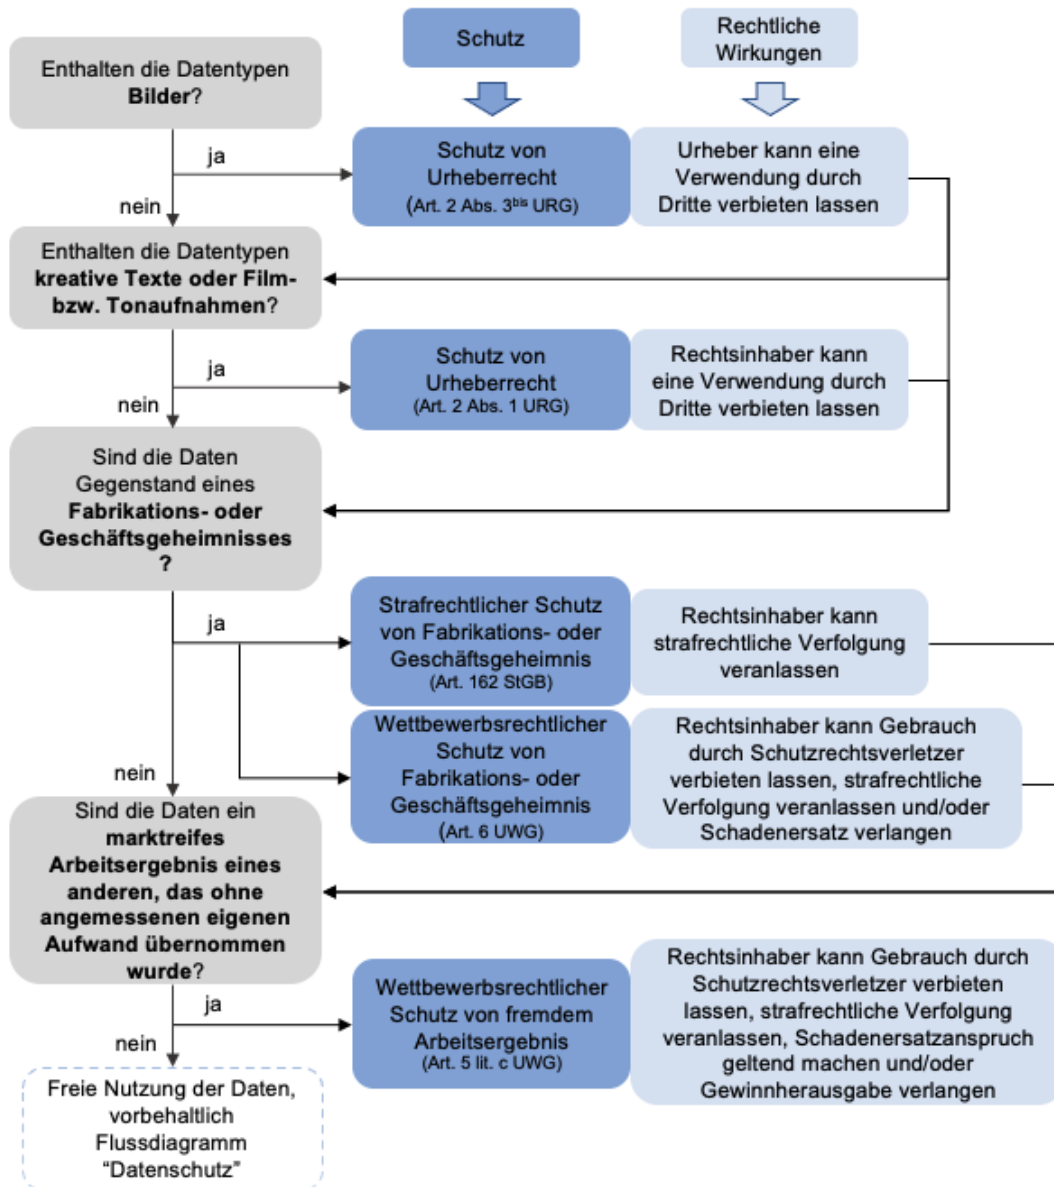 Schutz
Rechtliche
Wirkungen
Enthalten die Datentypen
Bilder?
ja
nein
Schutz von
Urheberrecht
(Art. 2 Abs. 3bis URG)
Urheber kann eine
Verwendung durch
Dritte verbieten lassen
Enthalten die Datentypen
kreative Texte oder Film-
bzw. Tonaufnahmen?
ja
nein
Schutz von
Urheberrecht
(Art. 2 Abs. 1 URG)
Rechtsinhaber kann
eine Verwendung durch
Dritte verbieten lassen
Sind die Daten
Gegenstand eines
Fabrikations- oder
Geschäftsgeheimnisses
?
ja
nein
Strafrechtlicher Schutz
von Fabrikations- oder
Geschäftsgeheimnis
(Art. 162 StGB)
Rechtsinhaber kann
strafrechtliche Verfolgung
veranlassen
Wettbewerbsrechtlicher
Schutz von
Fabrikations- oder
Geschäftsgeheimnis
(Art. 6 UWG)
Rechtsinhaber kann Gebrauch
durch Schutzrechtsverletzer
verbieten lassen, strafrechtliche
Verfolgung veranlassen und/oder
Schadenersatz verlangen
Sind die Daten ein
marktreifes
Arbeitsergebnis eines
anderen, das ohne
angemessenen eigenen
Aufwand übernommen
wurde?
ja
nein
Wettbewerbsrechtlicher
Schutz von fremdem
Arbeitsergebnis
(Art. 5 lit. c UWG)
Rechtsinhaber kann Gebrauch durch
Schutzrechtsverletzer verbieten
lassen, strafrechtliche Verfolgung
veranlassen, Schadenersatzanspruch
geltend machen und/oder
Gewinnherausgabe verlangen
Freie Nutzung der Daten,
vorbehaltlich
Flussdiagramm
“Datenschutz”